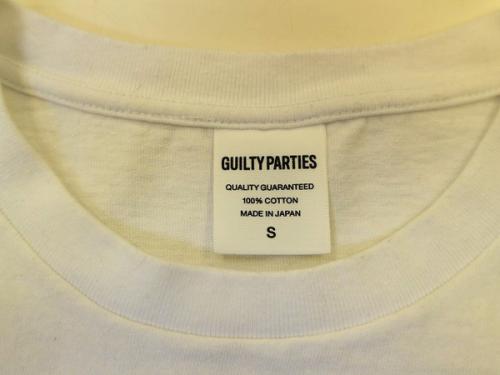 GUILTY PARTIES
QUALITY GUARANTEED
100% COTTON
MADE IN JAPAN
S